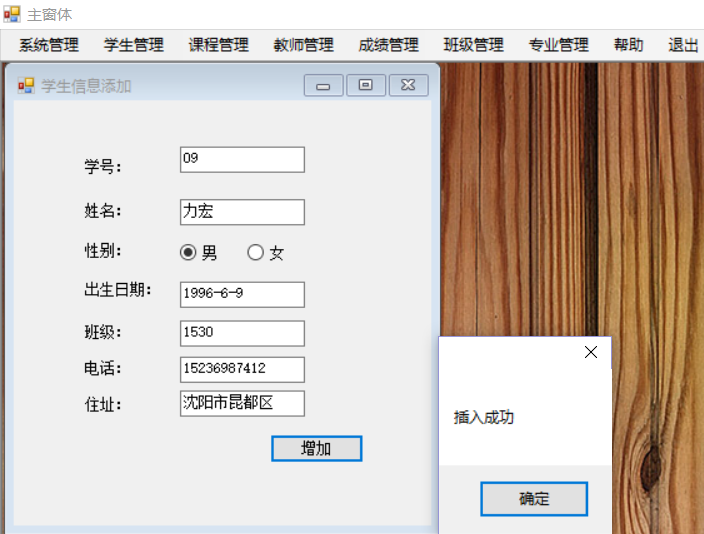 主窗体
系统管理 学生管理 课程管理 教师管理 成绩管理 班级管理 专业管理 帮助 退出
学生信息添加
学号： 09
姓名： 力宏
性别： 男 女
出生日期： 1996-6-9
班级： 1530
电话： 15236987412
住址： 沈阳市昆都区
增加
插入成功
确定